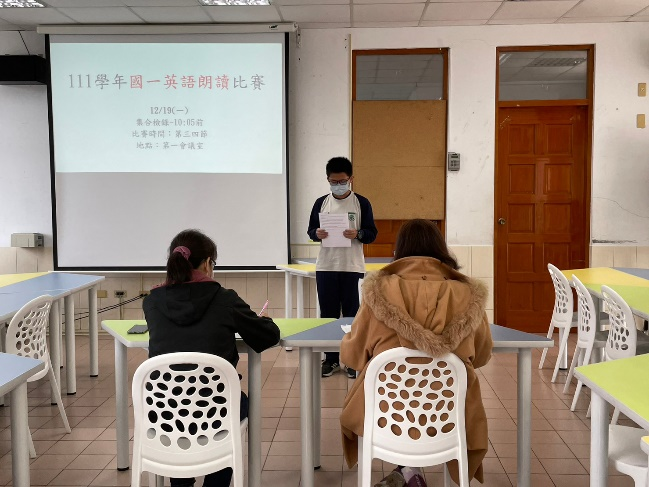 111學年國一英語朗讀比賽
12/19(一)
集合檢錄-10:05前
比賽時間：第三四節
地點：第一會議室